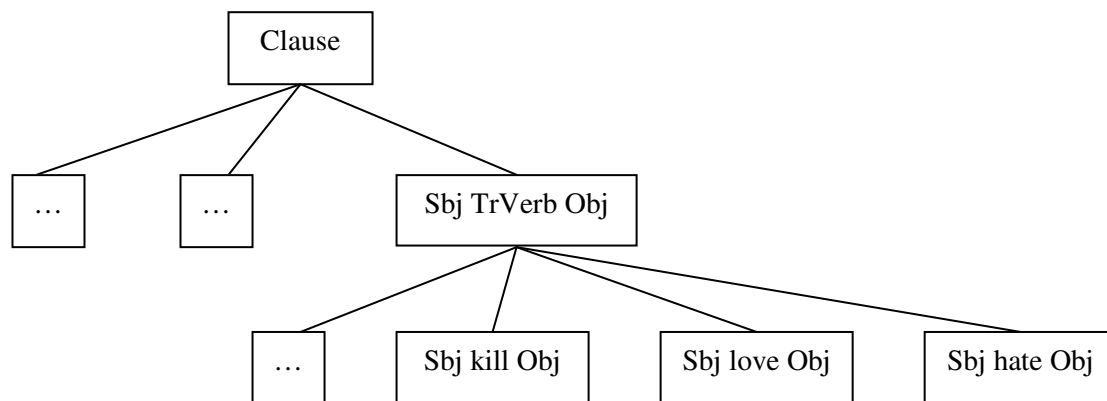 Clause
… … Sbj TrVerb Obj
… Sbj kill Obj Sbj love Obj Sbj hate Obj